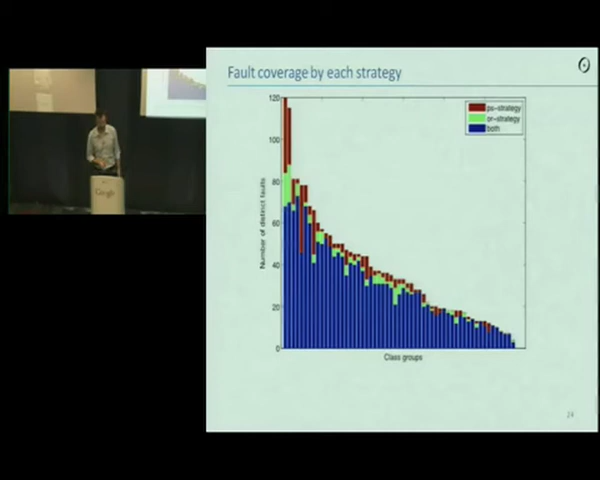 Fault coverage by each strategy
120
100
80
60
40
20
0
Number of distinct faults
ps-strategy
or-strategy
both
Class groups
Google